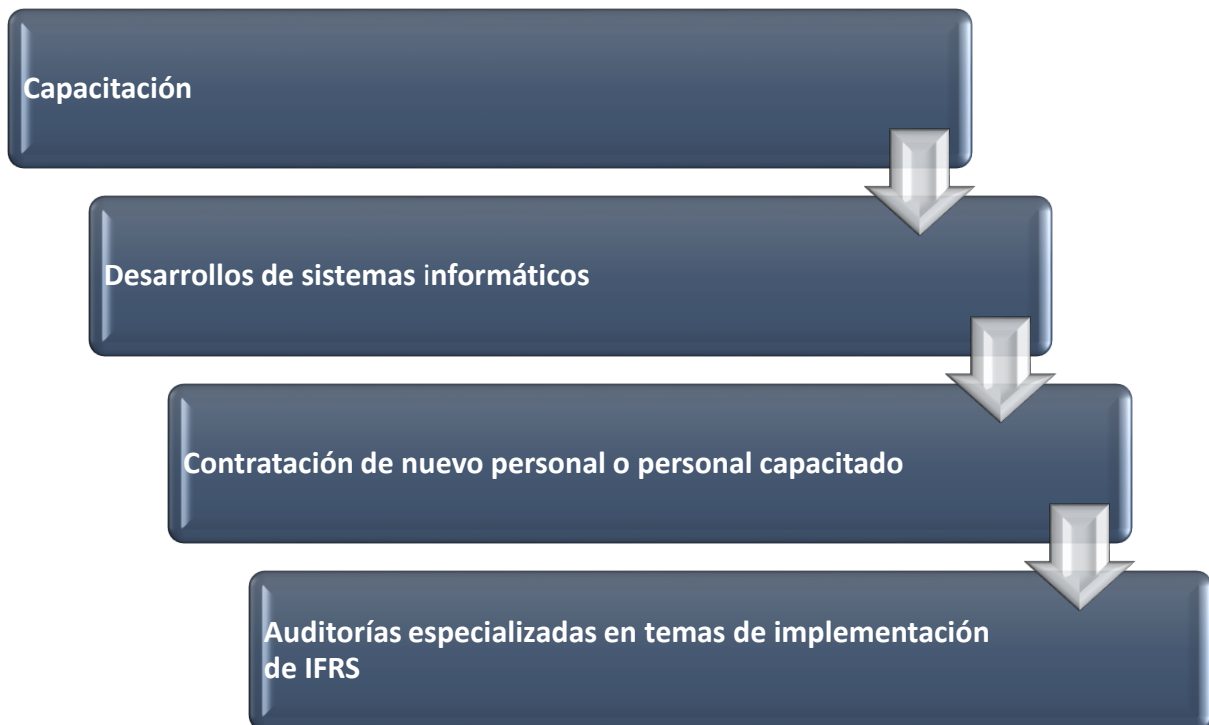 Capacitación
Desarrollos de sistemas informáticos
Contratación de nuevo personal o personal capacitado
Auditorías especializadas en temas de implementación
de IFRS